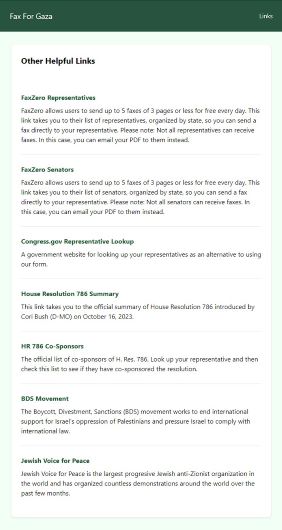 Fax For Gaza
Links
Other Helpful Links
FaxZero Representatives
FaxZero allows users to send up to 5 faxes of 3 pages or less for free every day. This
link takes you to their list of representatives, organized by state, so you can send a
fax directly to your representative. Please note: Not all representatives can receive
faxes. In this case, you can email your PDF to them instead.
FaxZero Senators
FaxZero allows users to send up to 5 faxes of 3 pages or less for free every day. This
link takes you to their list of senators, organized by state, so you can send a fax
directly to your representative. Please note: Not all senators can receive faxes. In
this case, you can email your PDF to them instead.
Congress.gov Representative Lookup
A government website for looking up your representatives as an alternative to using
our form.
House Resolution 786 Summary
This link takes you to the official summary of House Resolution 786 introduced by
Cori Bush (D-MO) on October 16, 2023.
HR 786 Co-Sponsors
The official list of co-sponsors of H. Res. 786. Look up your representative and then
check this list to see if they have co-sponsored the resolution.
BDS Movement
The Boycott, Divestment, Sanctions (BDS) movement works to end international
support for Israel's oppression of Palestinians and pressure Israel to comply with
international law.
Jewish Voice for Peace
Jewish Voice for Peace is the largest progresive Jewish anti-Zionist organization in
the world and has organized countless demonstrations around the world over the
past few months.